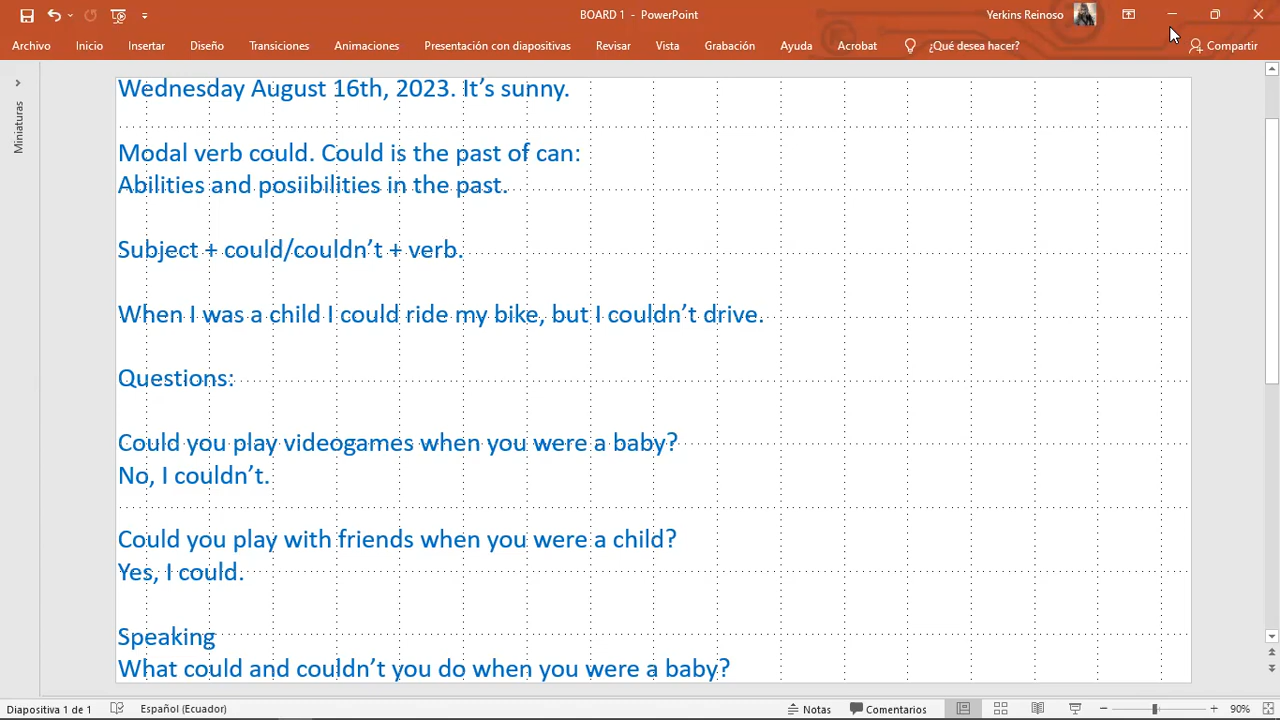 BOARD 1 - PowerPoint
Yerkins Reinoso
Archivo
Inicio
Insertar
Diseño
Transiciones
Animaciones
Presentación con diapositivas
Revisar
Vista
Grabación
Ayuda
Acrobat
¿Qué desea hacer?
Compartir
Miniaturas
Wednesday August 16th, 2023. It's sunny.
Modal verb could. Could is the past of can:
Abilities and posiibilities in the past.
Subject + could/couldn't + verb.
When I was a child I could ride my bike, but I couldn't drive.
Questions:
Could you play videogames when you were a baby?
No, I couldn't.
Could you play with friends when you were a child?
Yes, I could.
Speaking
What could and couldn't you do when you were a baby?
Diapositiva 1 de 1
Español (Ecuador)
Notas
Comentarios
90%